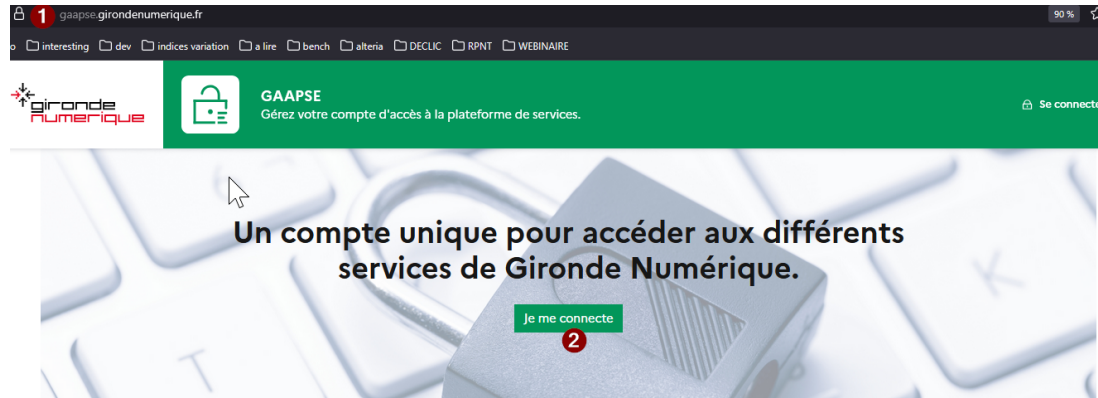 1 gaapse.girondenumerique.fr 90 %
o interesting dev indices variation a lire bench alteria DECLIC RPNT WEBINAIRE
gironde
numerique
GAAPSE
Gérez votre compte d'accès à la plateforme de services.
Se connecte
Un compte unique pour accéder aux différents
services de Gironde Numérique.
Je me connecte
2
T
K